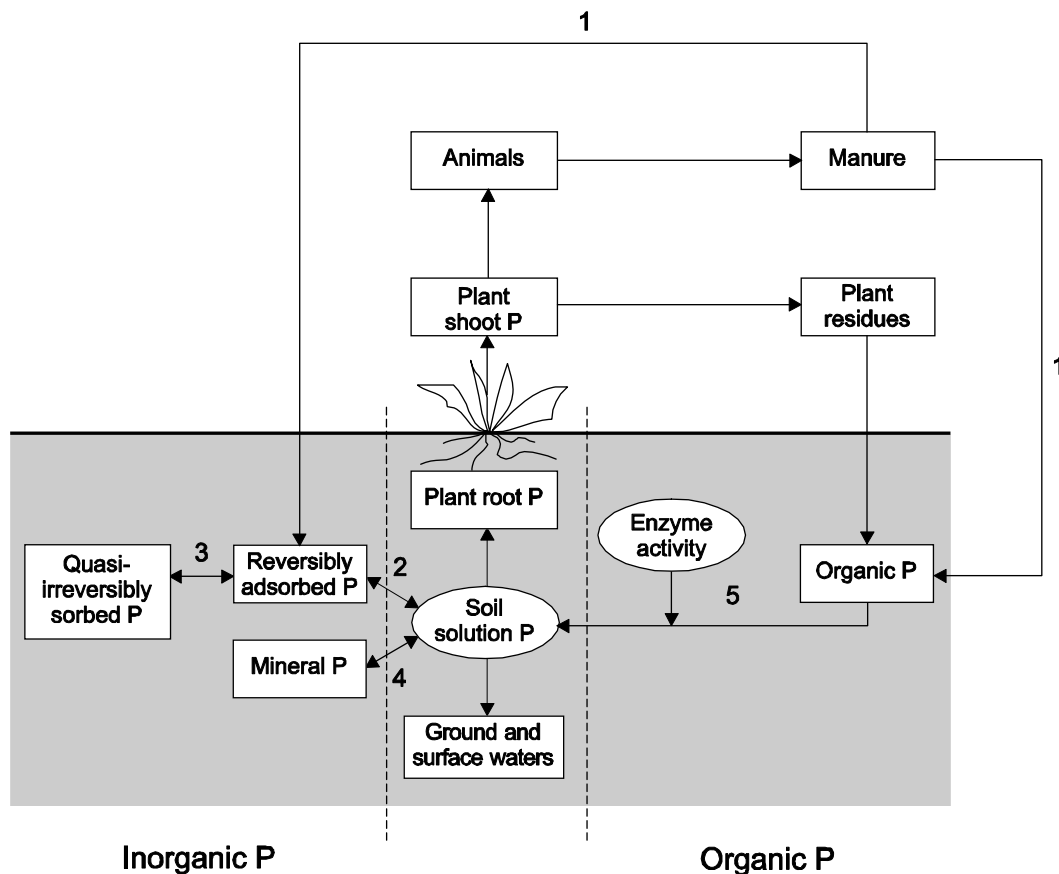 1
Animals
Manure
Plant
shoot P
Plant
residues
1
Plant root P
Enzyme
activity
Quasi-
irreversibly
sorbed P
3
Reversibly
adsorbed P
2
Organic P
Soil
solution P
5
Mineral P
4
Ground and
surface waters
Inorganic P
Organic P